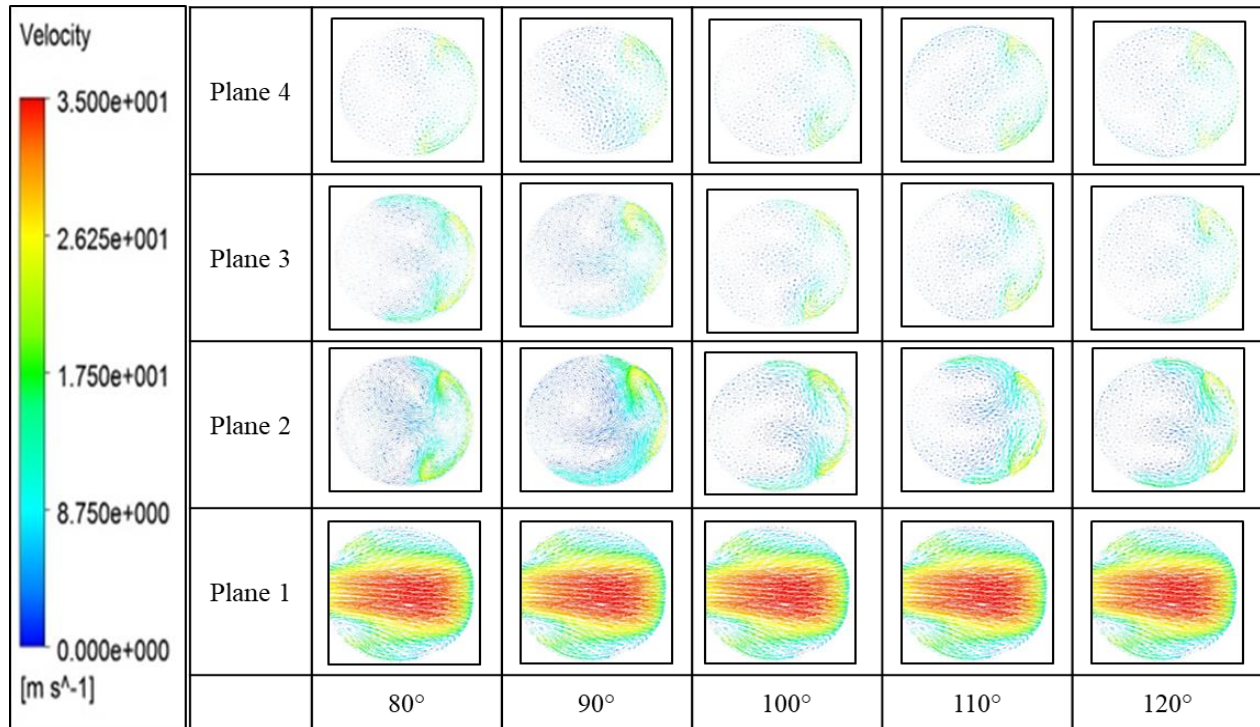 Velocity
3.500e+001
2.625e+001
1.750e+001
8.750e+000
0.000e+000
[m s^-1]
Plane 4
Plane 3
Plane 2
Plane 1
80° 90° 100° 110° 120°